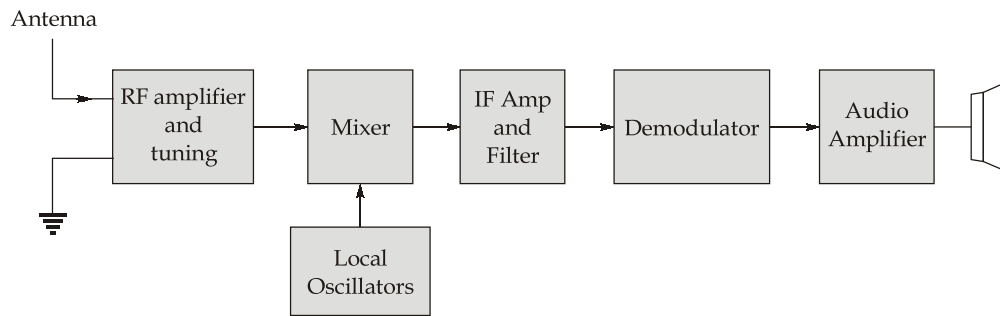 Antenna
RF amplifier
and
tuning
Mixer
IF Amp
and
Filter
Demodulator
Audio
Amplifier
Local
Oscillators